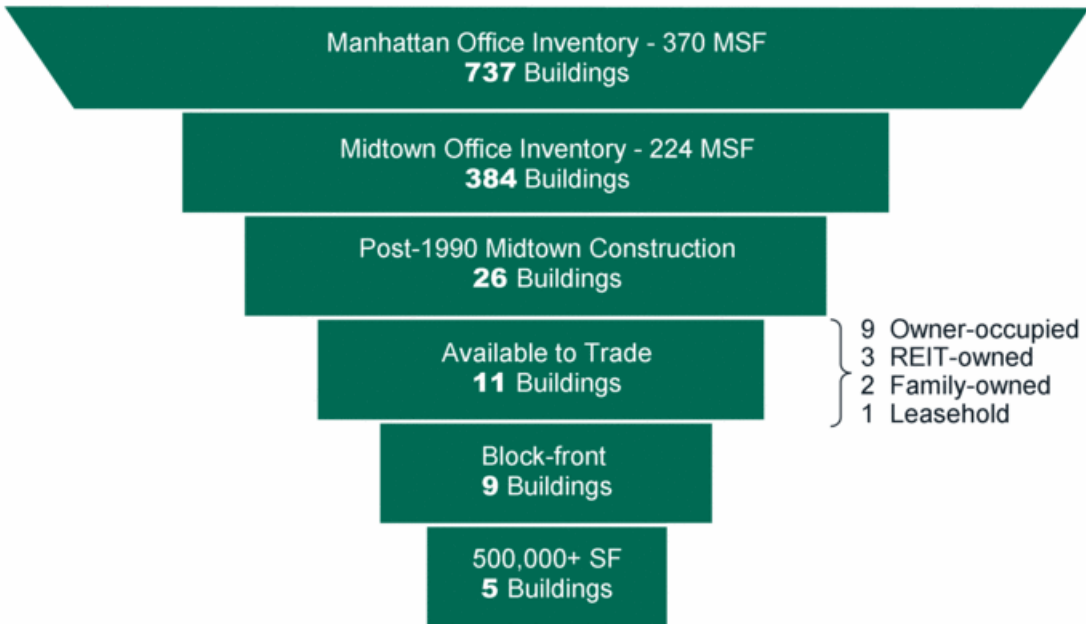 Manhattan Office Inventory - 370 MSF
737 Buildings
Midtown Office Inventory - 224 MSF
384 Buildings
Post-1990 Midtown Construction
26 Buildings
Available to Trade
11 Buildings
9 Owner-occupied
3 REIT-owned
2 Family-owned
1 Leasehold
Block-front
9 Buildings
500,000+ SF
5 Buildings